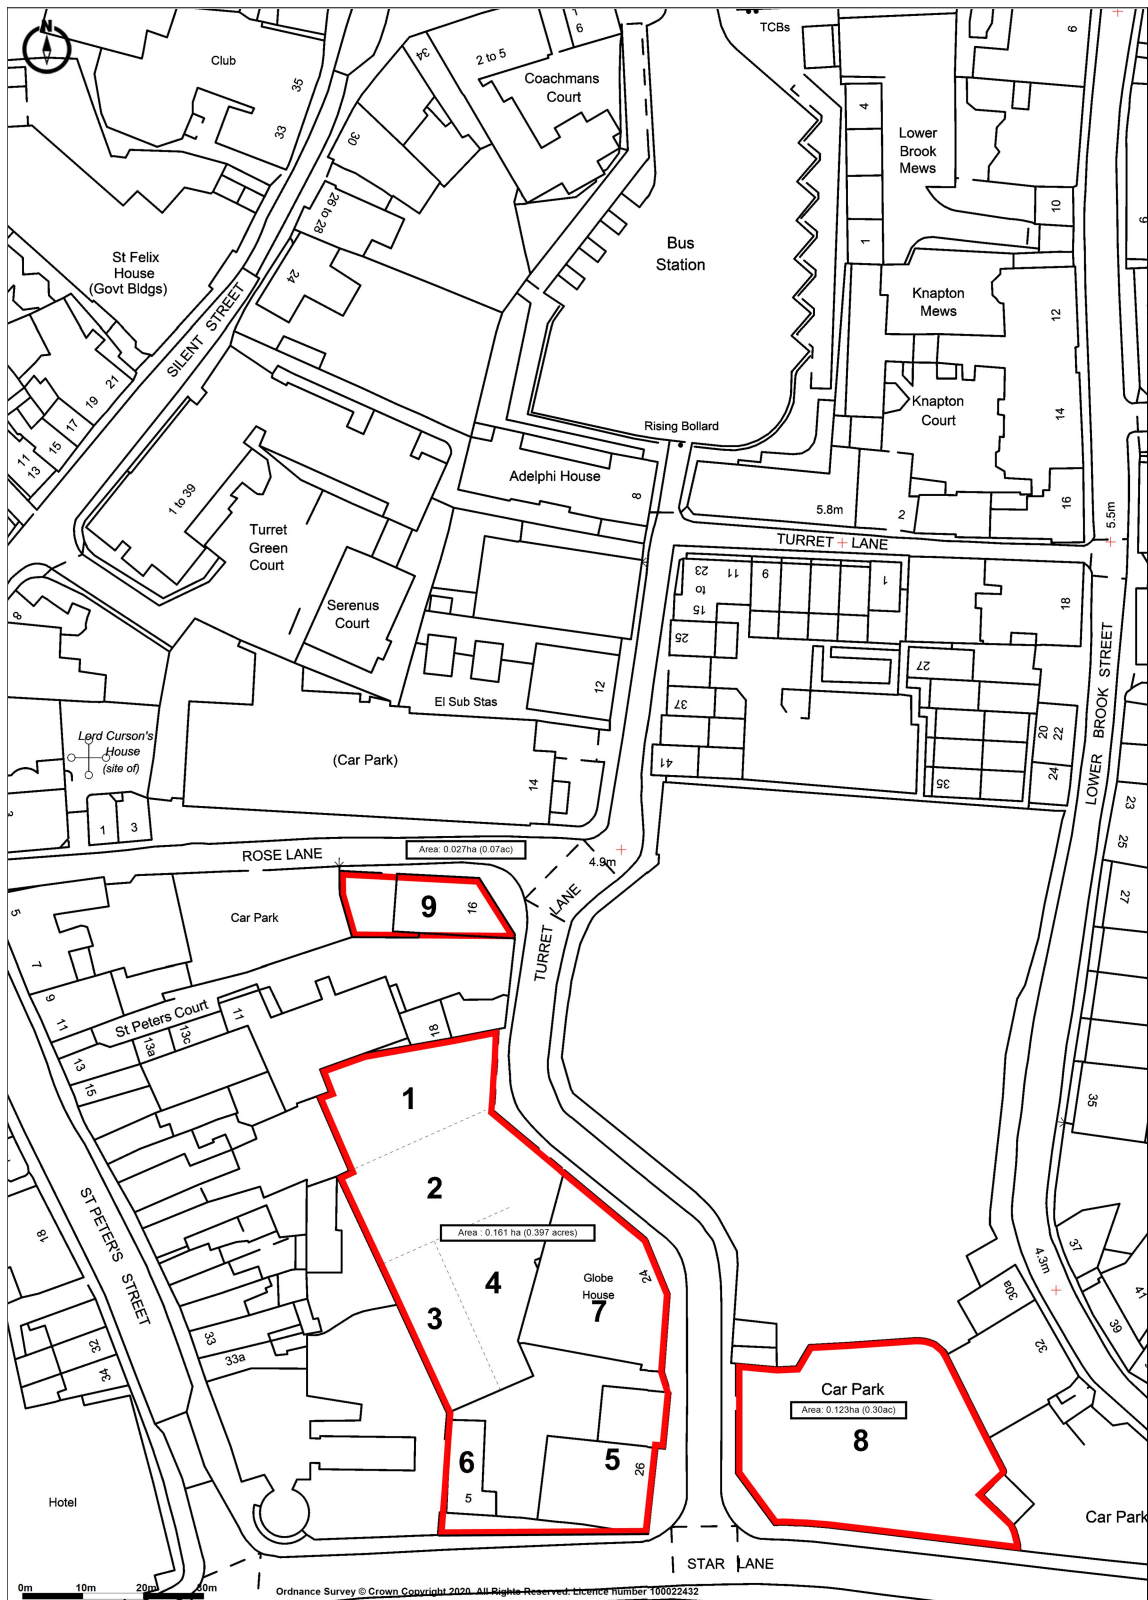 N
Club
35
33
34
2 to 5
6
Coachmans
Court
TCBs
6
4
Lower
Brook
Mews
30
26 to 28
10
1
9
St Felix
House
(Govt Bldgs)
24
Bus
Station
SILENT STREET
Knapton
Mews
12
21
19
17
15
11
13
Knapton
Court
14
Rising Bollard
Adelphi House
8
1 to 39
16
5.8m
2
5.5m
Turret
Green
Court
TURRET LANE
23
to
15
11
9
1
18
Serenus
Court
8
25
27
LOWER BROOK STREET
El Sub Stas
12
37
20
22
Lord Curson's
House
(site of)
(Car Park)
41
24
35
14
23
1
3
25
ROSE LANE
Area: 0.027ha (0.07ac)
4.9m
27
5
Car Park
9
16
TURRET LANE
7
9
11
St Peters Court
11
13a
13c
18
13
15
1
35
2
ST PETER'S STREET
18
Area : 0.161 ha (0.397 acres)
37
4
Globe
House
24
7
4.3m
30a
41
39
3
32
34
33
33a
32
Car Park
Area: 0.123ha (0.30ac)
8
6
5
5
26
Hotel
Car Park
STAR LANE
0m 10m 20m 30m
Ordnance Survey © Crown Copyright 2020. All Rights Reserved. Licence number 100022432